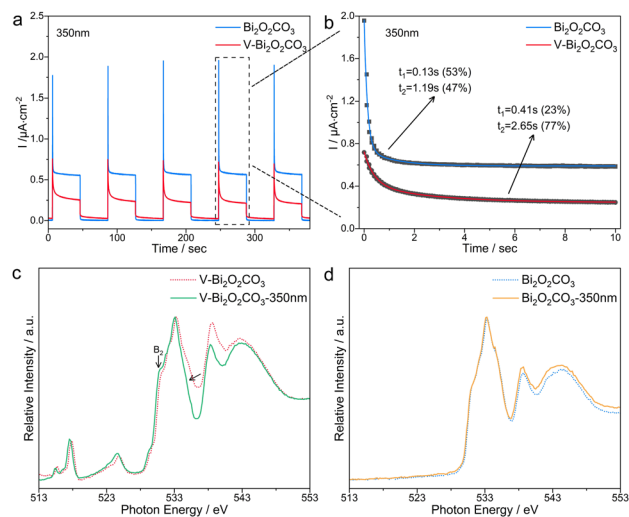 a
350nm
Bi₂O₂CO₃
V-Bi₂O₂CO₃
I /μA·cm⁻²
2.5
2.0
1.5
1.0
0.5
0.0
0
100
200
300
Time / sec
b
350nm
Bi₂O₂CO₃
V-Bi₂O₂CO₃
t₁=0.13s (53%)
t₂=1.19s (47%)
t₁=0.41s (23%)
t₂=2.65s (77%)
I /μA·cm⁻²
2.0
1.6
1.2
0.8
0.4
0.0
0
2
4
6
8
10
Time / sec
c
V-Bi₂O₂CO₃
V-Bi₂O₂CO₃-350nm
B₂
Relative Intensity / a.u.
513
523
533
543
553
Photon Energy / eV
d
Bi₂O₂CO₃
Bi₂O₂CO₃-350nm
Relative Intensity / a.u.
513
523
533
543
553
Photon Energy / eV